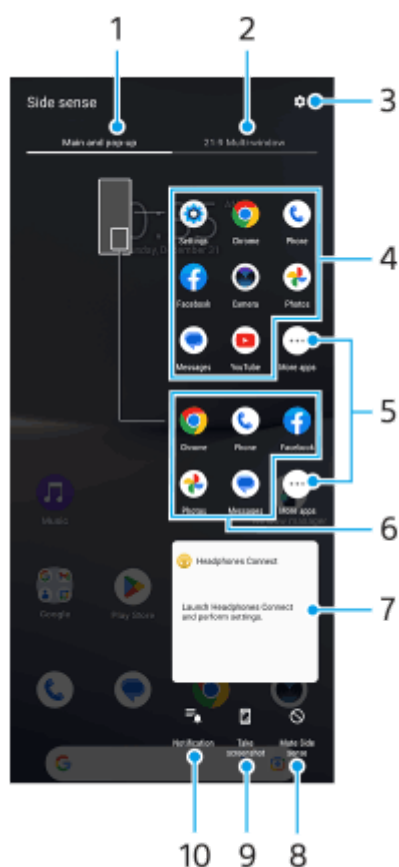 1
2
Side sense
3
Main and pop-up
21:9 Multi-window
Settings
Chrome
Phone
4
Facebook
Camera
Photos
Messages
YouTube
More apps
5
Chrome
Phone
Facebook
Photos
Messages
More apps
6
Music
Headphones Connect
Launch Headphones Connect
and perform settings.
7
Google
Play Store
Notification
Take
screenshot
Mute Side
sense
10
9
8